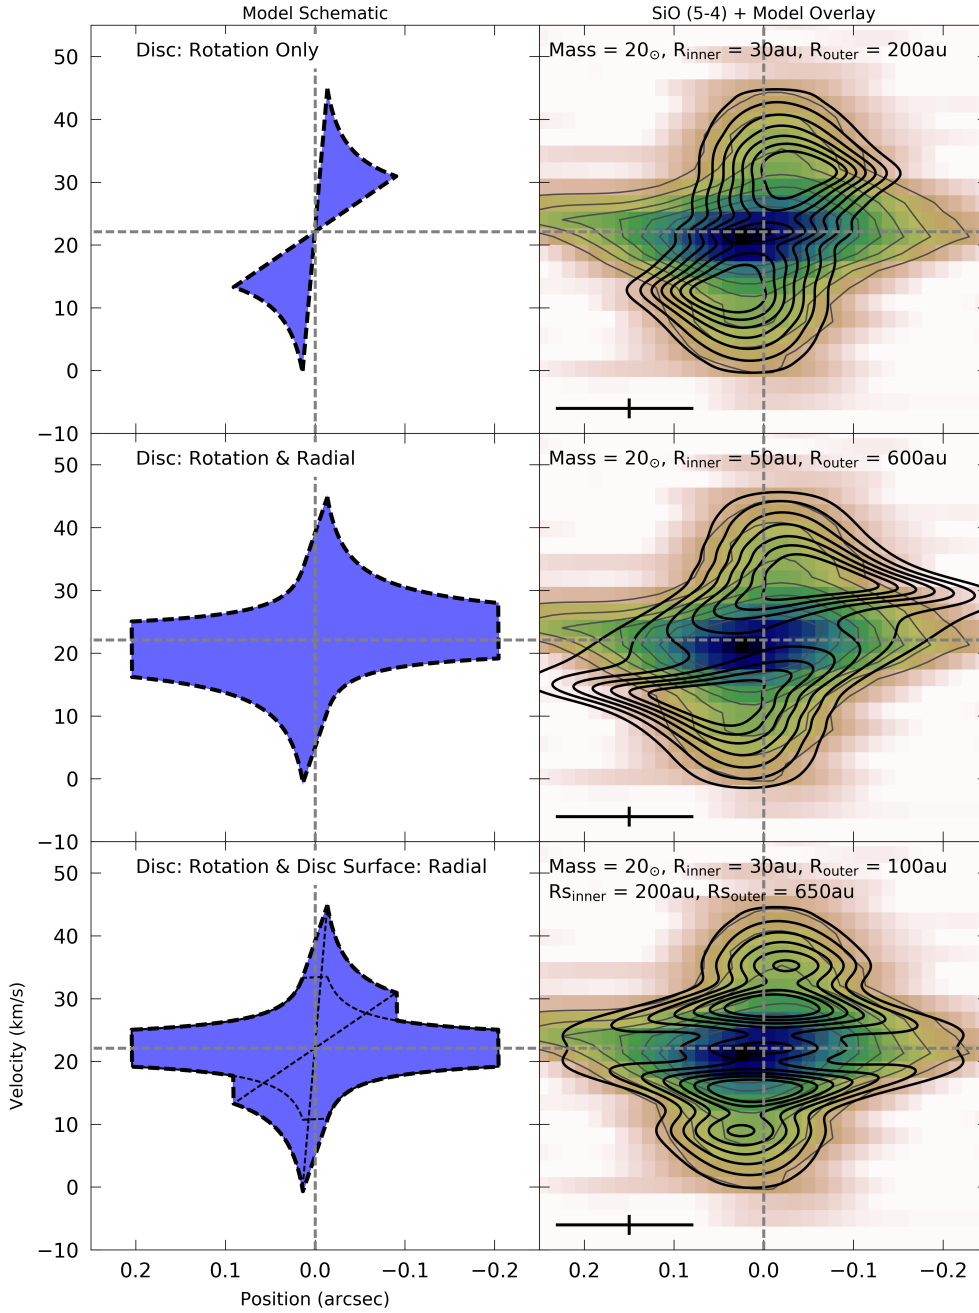 Model Schematic
SiO (5-4) + Model Overlay
Disc: Rotation Only
Mass = 20⊙, Rinner = 30au, Router = 200au
50
40
30
20
10
0
−10
Disc: Rotation & Radial
Mass = 20⊙, Rinner = 50au, Router = 600au
50
40
30
20
10
0
−10
Disc: Rotation & Disc Surface: Radial
Mass = 20⊙, Rinner = 30au, Router = 100au
Rsinner = 200au, Rsouter = 650au
50
40
30
20
10
0
−10
Velocity (km/s)
0.2 0.1 0.0 −0.1 −0.2 0.2 0.1 0.0 −0.1 −0.2
Position (arcsec)